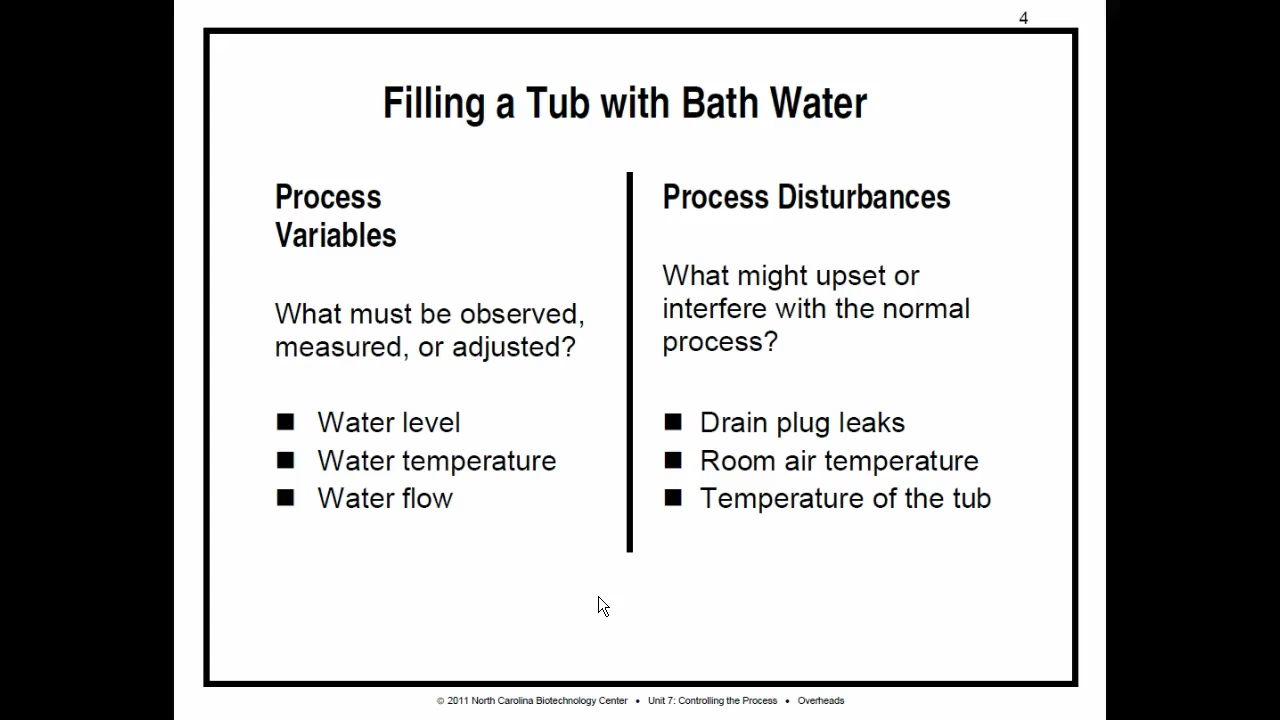 4
Filling a Tub with Bath Water
Process
Variables
What must be observed,
measured, or adjusted?
■ Water level
■ Water temperature
■ Water flow
Process Disturbances
What might upset or
interfere with the normal
process?
■ Drain plug leaks
■ Room air temperature
■ Temperature of the tub
© 2011 North Carolina Biotechnology Center • Unit 7: Controlling the Process • Overheads